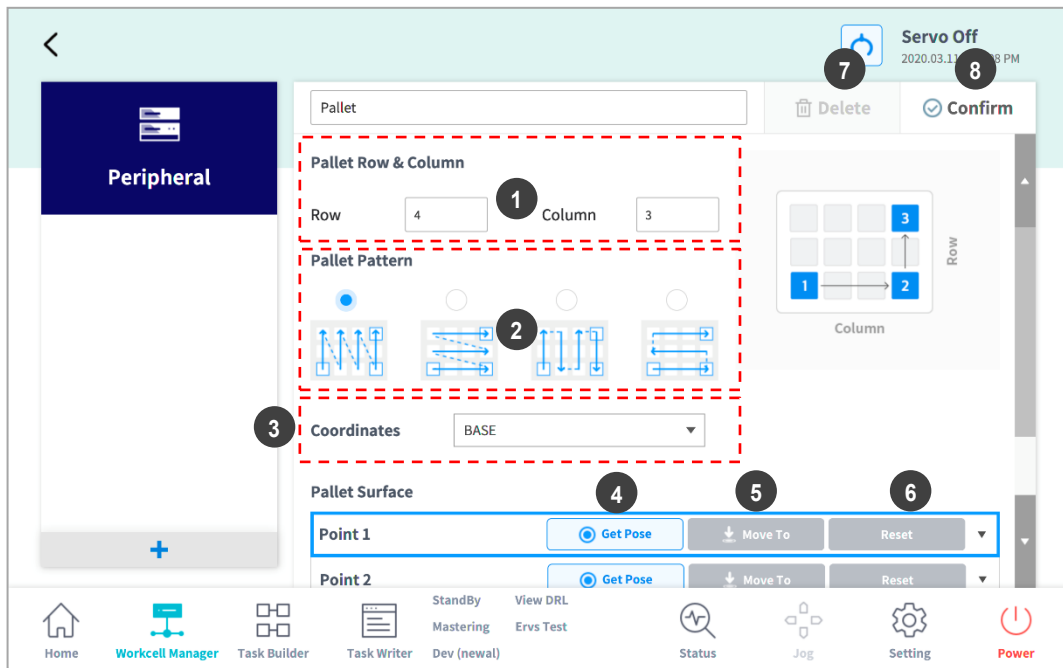 Servo Off
2020.03.11 8 PM
7
8
Peripheral
Pallet
Delete
Confirm
Pallet Row & Column
Row
4
1
Column
3
Pallet Pattern
2
3
1
2
Row
Column
3
Coordinates
BASE
Pallet Surface
4
5
6
Point 1
Get Pose
Move To
Reset
Point 2
Get Pose
Move To
Reset
+
Home
Workcell Manager
Task Builder
Task Writer
StandBy
View DRL
Mastering
Ervs Test
Dev (newal)
Status
Jog
Setting
Power